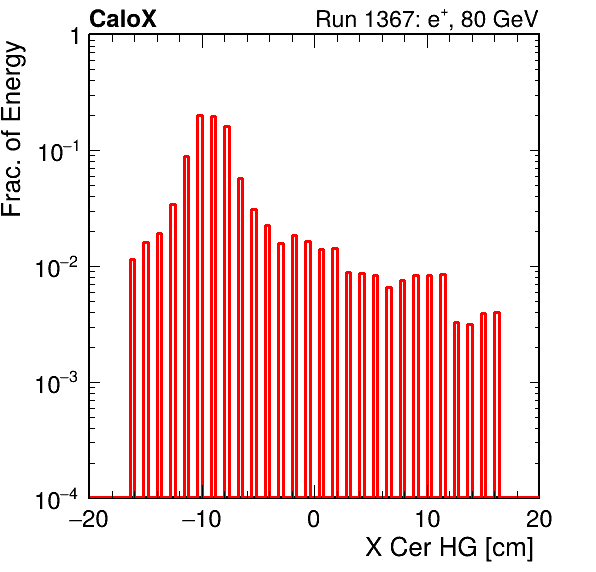 CaloX Run 1367: e⁺, 80 GeV
Frac. of Energy
1
10⁻¹
10⁻²
10⁻³
10⁻⁴
−20 −10 0 10 20
X Cer HG [cm]